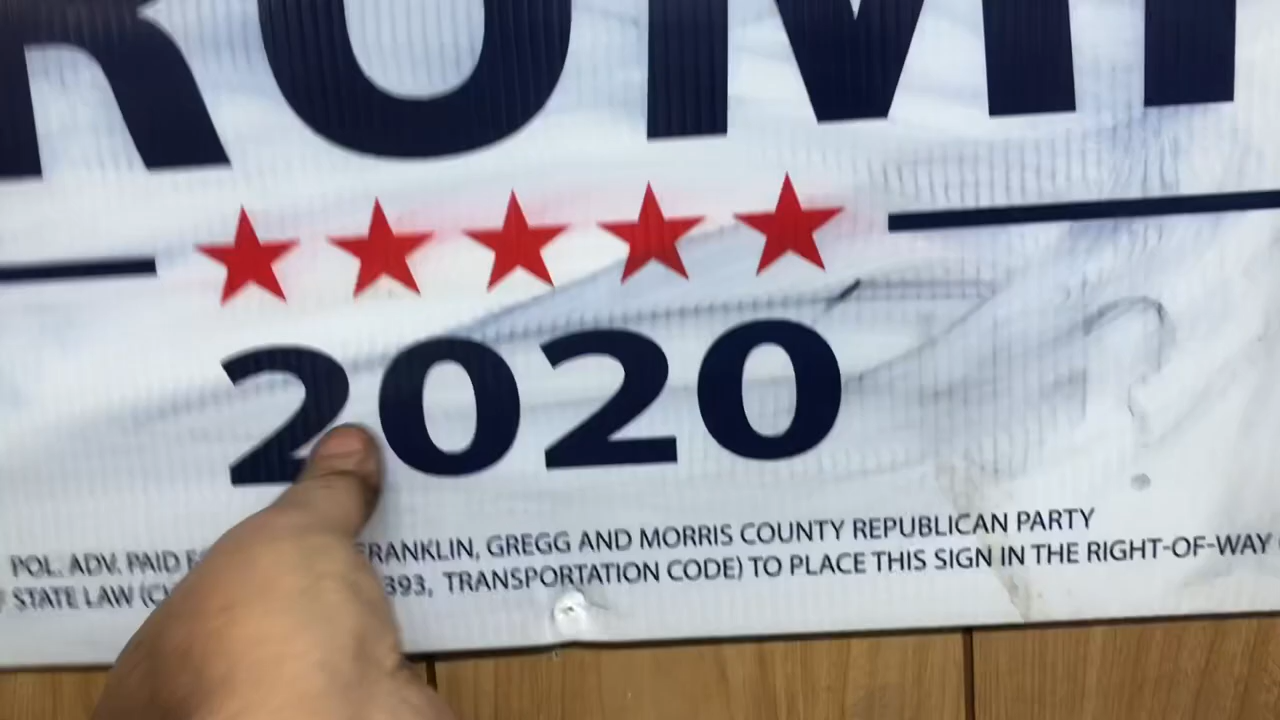 RUMP
2020
POL. ADV. PAID FRANKLIN, GREGG AND MORRIS COUNTY REPUBLICAN PARTY
STATE LAW 393, TRANSPORTATION CODE) TO PLACE THIS SIGN IN THE RIGHT-OF-WAY